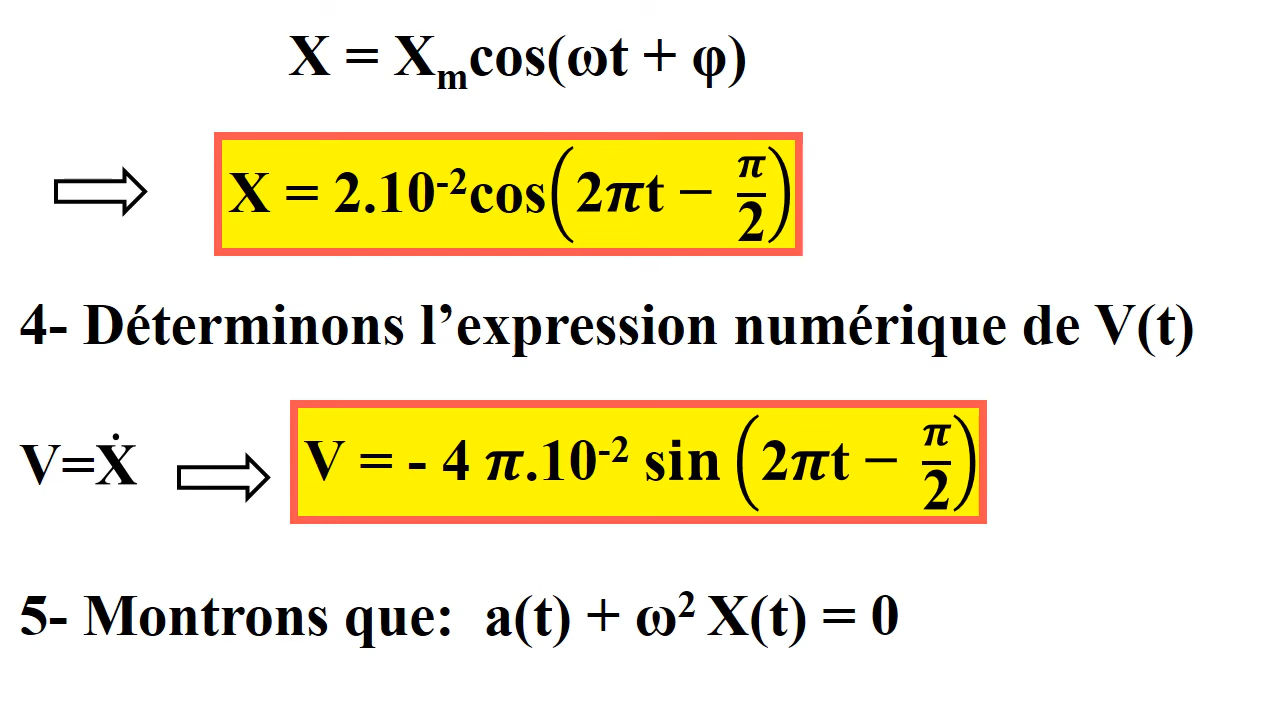 X = Xₘcos(ωt + φ)
⇨ X = 2.10⁻²cos(2πt − π/2)
4- Déterminons l’expression numérique de V(t)
V=Ẋ ⇨ V = - 4 π.10⁻² sin (2πt − π/2)
5- Montrons que: a(t) + ω² X(t) = 0